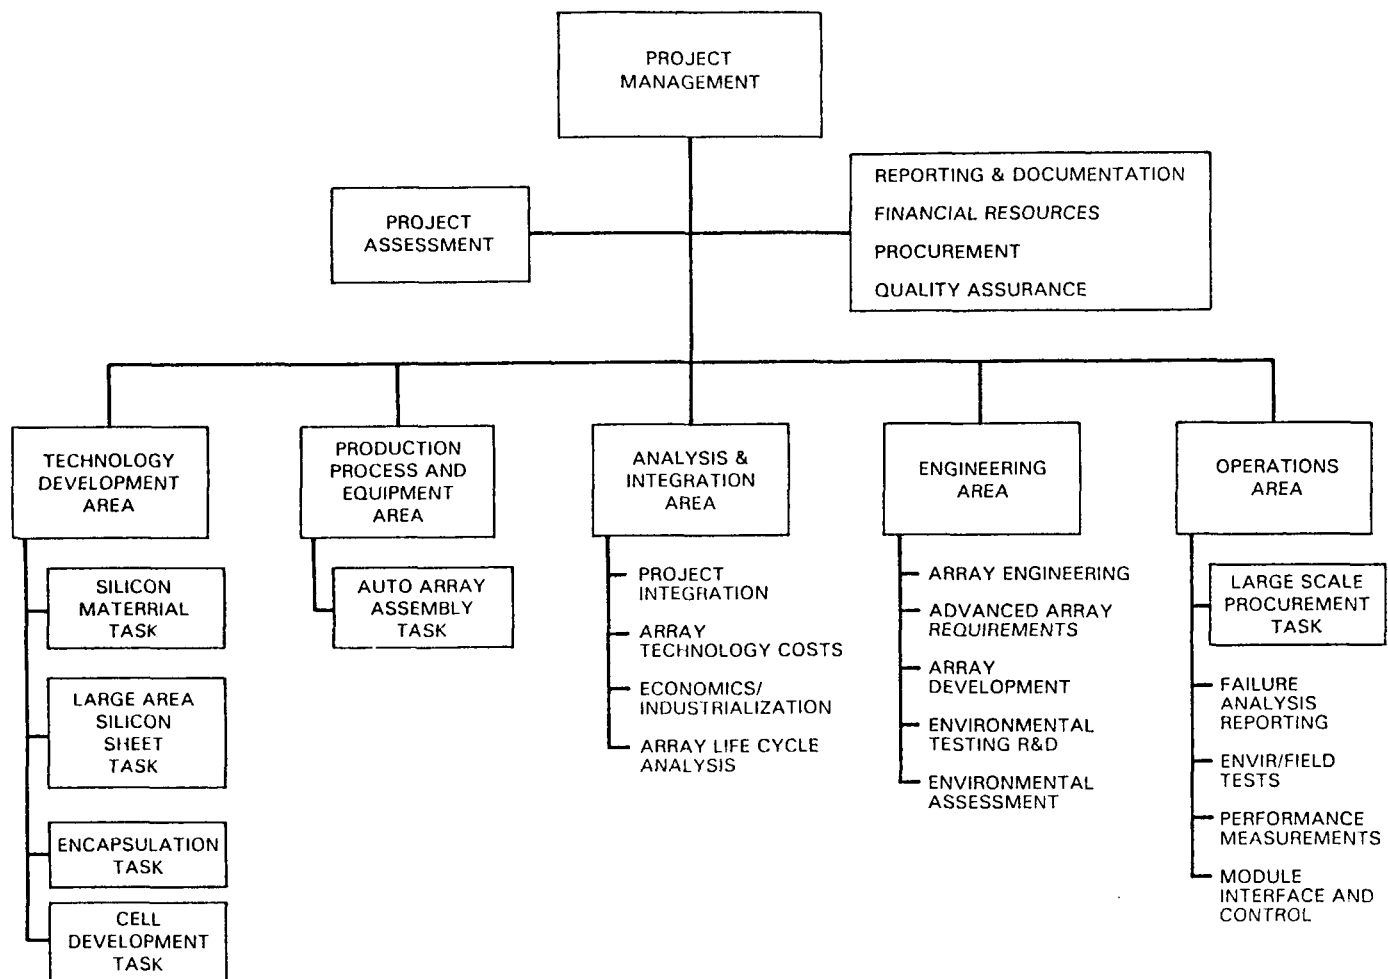 PROJECT
MANAGEMENT
PROJECT
ASSESSMENT
REPORTING & DOCUMENTATION
FINANCIAL RESOURCES
PROCUREMENT
QUALITY ASSURANCE
TECHNOLOGY
DEVELOPMENT
AREA
SILICON
MATERRIAL
TASK
LARGE AREA
SILICON
SHEET
TASK
ENCAPSULATION
TASK
CELL
DEVELOPMENT
TASK
PRODUCTION
PROCESS AND
EQUIPMENT
AREA
AUTO ARRAY
ASSEMBLY
TASK
ANALYSIS &
INTEGRATION
AREA
PROJECT
INTEGRATION
ARRAY
TECHNOLOGY COSTS
ECONOMICS/
INDUSTRIALIZATION
ARRAY LIFE CYCLE
ANALYSIS
ENGINEERING
AREA
ARRAY ENGINEERING
ADVANCED ARRAY
REQUIREMENTS
ARRAY
DEVELOPMENT
ENVIRONMENTAL
TESTING R&D
ENVIRONMENTAL
ASSESSMENT
OPERATIONS
AREA
LARGE SCALE
PROCUREMENT
TASK
FAILURE
ANALYSIS
REPORTING
ENVIR/FIELD
TESTS
PERFORMANCE
MEASUREMENTS
MODULE
INTERFACE AND
CONTROL